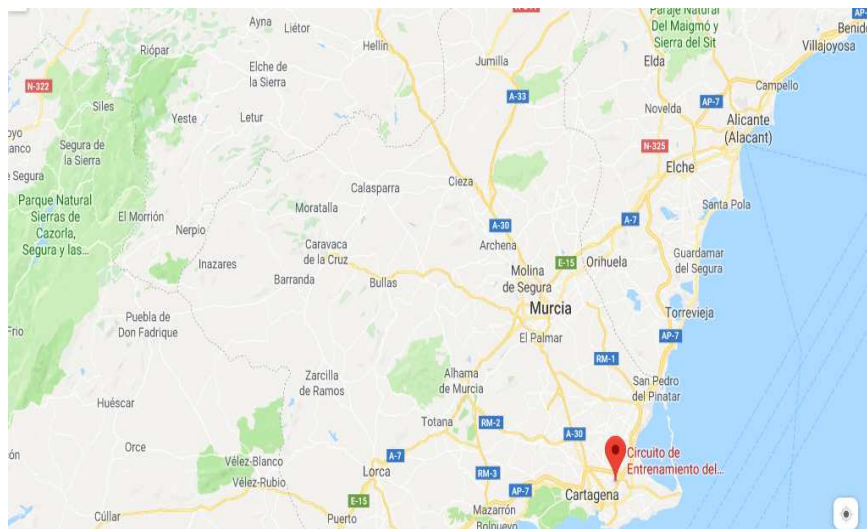 Ayna
Liétor
Paraje Natural
Del Maigmó y
Sierra del Sit
AP-7
Benido
Villajoyosa
Riópar
Elche de
la Sierra
Hellín
Jumilla
Elda
Campello
N-322
Siles
Yeste
Letur
A-33
Novelda
AP-7
Alicante
(Alacant)
Segura de
la Sierra
N-325
Elche
Parque Natural
Sierras de
Cazorla,
Segura y las...
El Morrión
Nerpio
Moratalla
Calasparra
Cieza
Santa Pola
A-7
A-30
Inazares
Caravaca
de la Cruz
Barranda
Bullas
Archena
Molina
de Segura
E-15
Orihuela
Guardamar
del Segura
Puebla de
Don Fadrique
Murcia
El Palmar
Torrevieja
AP-7
RM-1
Zarcilla
de Ramos
Alhama
de Murcia
San Pedro
del Pinatar
Huéscar
Totana
RM-2
A-30
Orce
Vélez-Blanco
Vélez-Rubio
A-7
Lorca
RM-3
Circuito de
Entrenamiento del...
AP-7
Cartagena
E-15
Mazarrón
Cúllar
Puerto
Bolnuevo